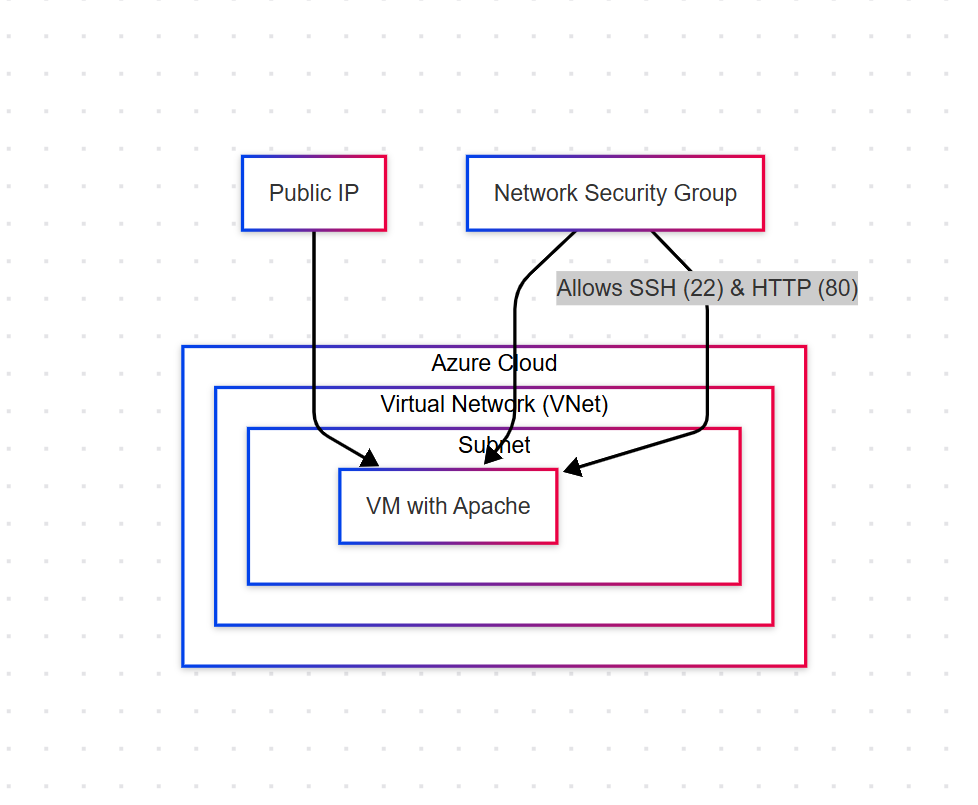 Public IP
Network Security Group
Allows SSH (22) & HTTP (80)
Azure Cloud
Virtual Network (VNet)
Subnet
VM with Apache